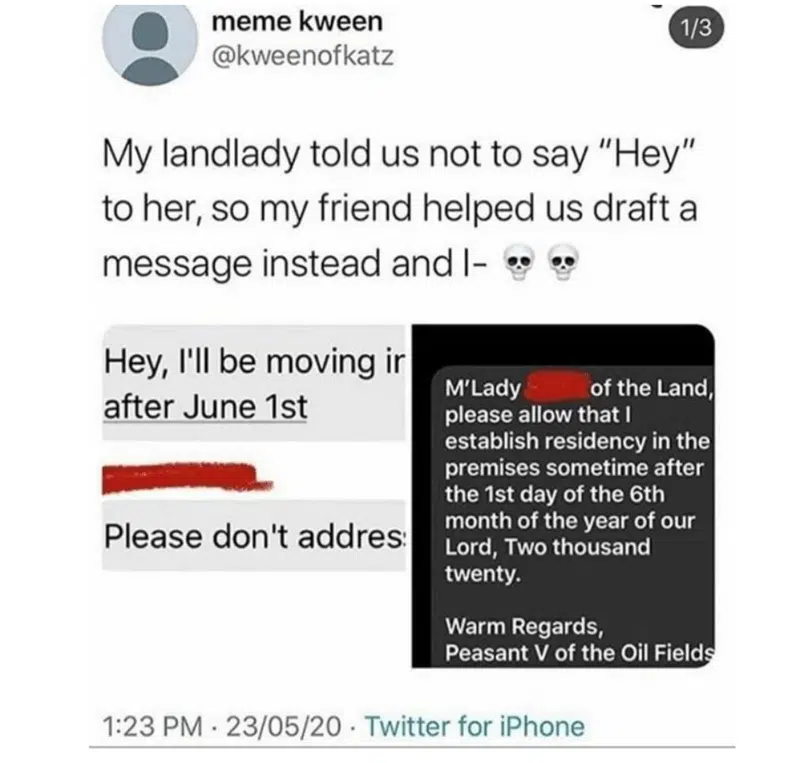 meme kween
@kweenofkatz
1/3
My landlady told us not to say "Hey"
to her, so my friend helped us draft a
message instead and I- 💀 💀
Hey, I'll be moving in
after June 1st
Please don't addres
M'Lady of the Land,
please allow that I
establish residency in the
premises sometime after
the 1st day of the 6th
month of the year of our
Lord, Two thousand
twenty.
Warm Regards,
Peasant V of the Oil Fields
1:23 PM · 23/05/20 · Twitter for iPhone